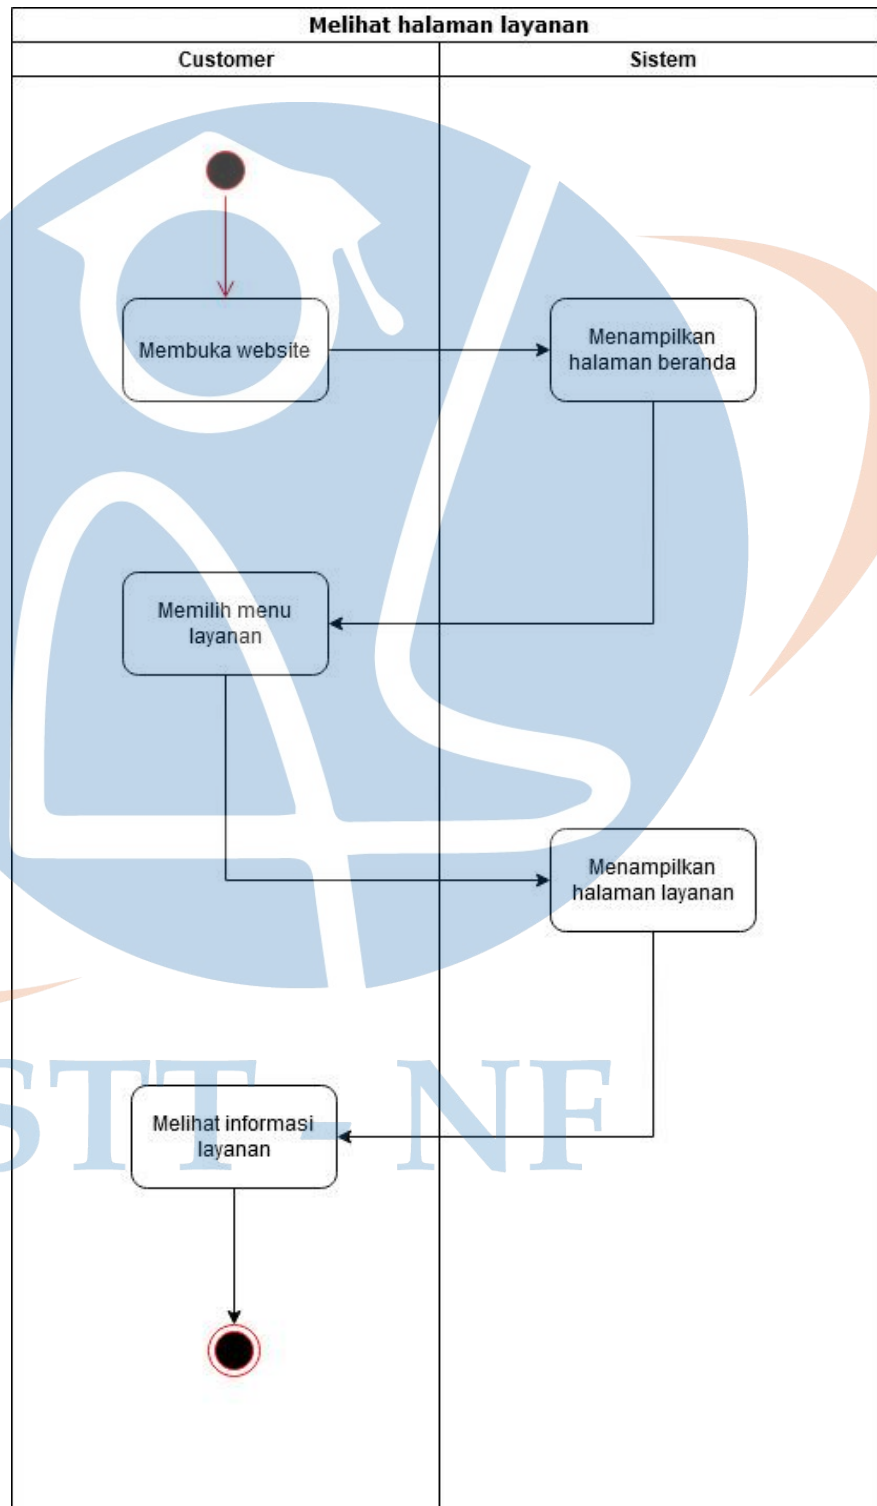 Melihat halaman layanan
Customer
Sistem
Membuka website
Menampilkan
halaman beranda
Memilih menu
layanan
Menampilkan
halaman layanan
Melihat informasi
layanan
STT - NF